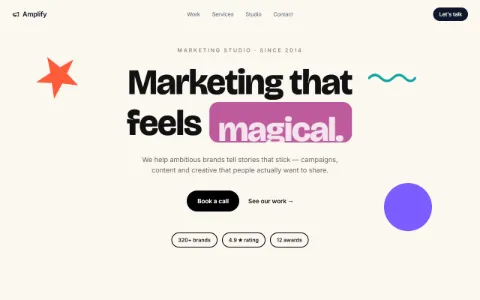 Amplify
Work Services Studio Contact
Let's talk
MARKETING STUDIO · SINCE 2014
Marketing that
feels magical.
We help ambitious brands tell stories that stick — campaigns,
content and creative that people actually want to share.
Book a call
See our work →
320+ brands
4.9 ★ rating
12 awards